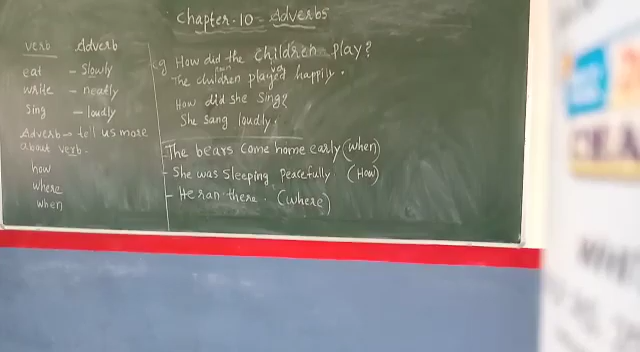 Chapter-10 - Adverbs
verb - Adverb
eat - Slowly
write - neatly
Sing - loudly
Adverb → tell us more
about verb.
how
where
when
eg How did the children play?
The children played happily.
How did she Sing?
She sang loudly.
- The bears come home early (when)
- She was Sleeping Peacefully (How)
- He ran there. (where)